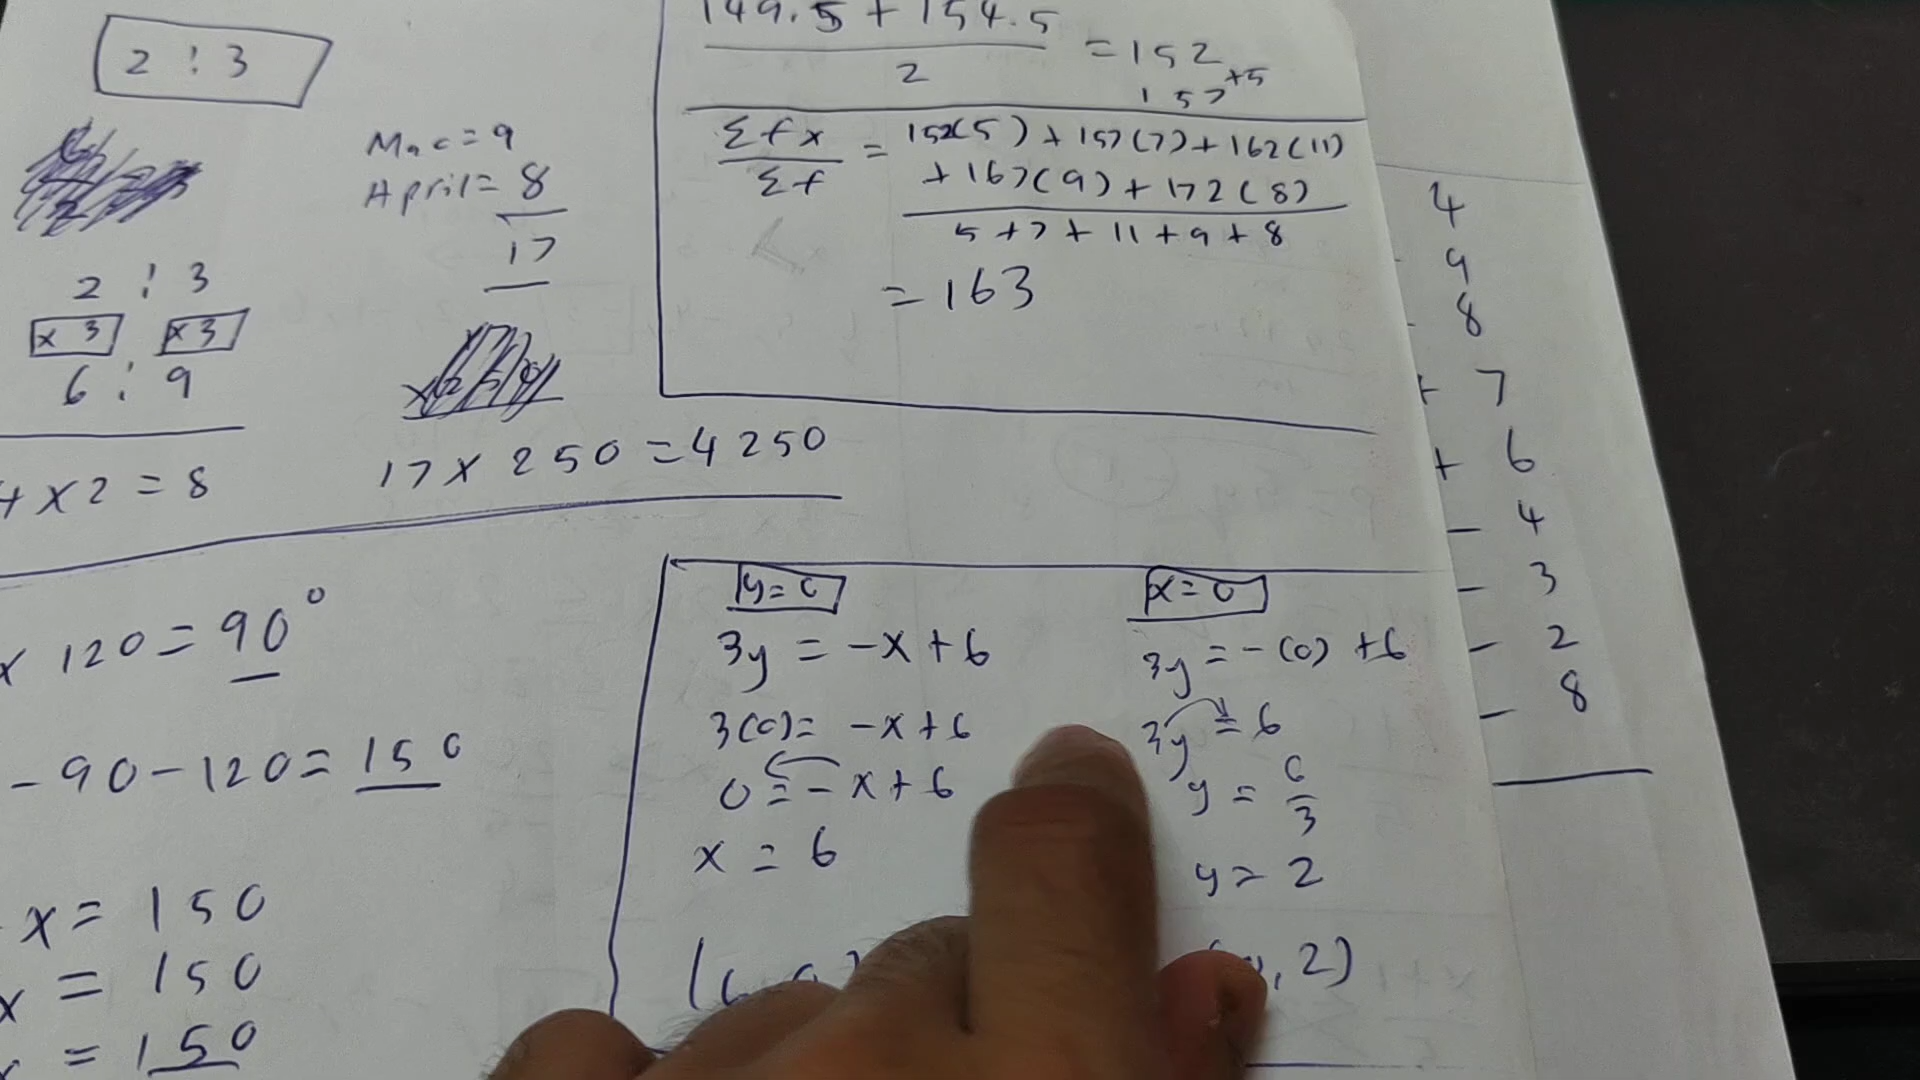 2 : 3
Mac = 9
April = 8
17
2 : 3
x 3 : x 3
6 : 9
4 x 2 = 8
17 x 250 = 4250
149.5 + 154.5
2
= 152
+5
157
Σfx
Σf
= 152(5) + 157(7) + 162(11)
+ 167(9) + 172(8)
5 + 7 + 11 + 9 + 8
= 163
x 120 = 90°
- 90 - 120 = 150
x = 150
x = 150
= 150
y = 0
3y = -x + 6
3(0) = -x + 6
0 = -x + 6
x = 6
x = 0
3y = -(0) + 6
3y = 6
y = 6
3
y = 2
, 2)
4
9
8
+ 7
+ 6
- 4
- 3
- 2
- 8